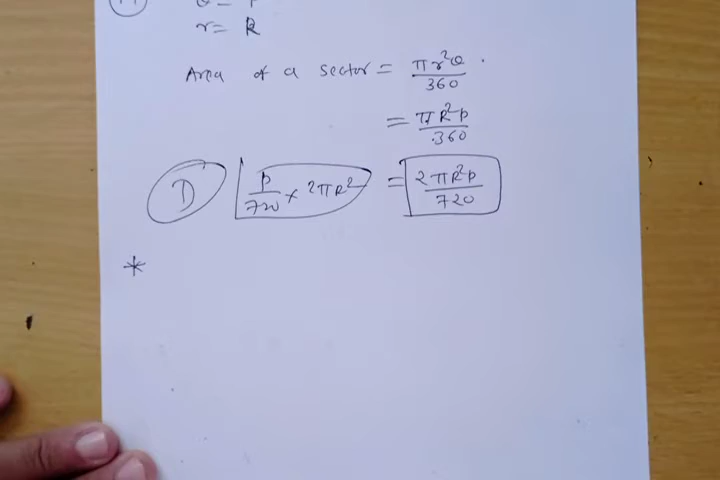 r = R
Area of a sector = πr²θ/360
= πR²p/360
D p/720 × 2πR² = 2πR²p/720
*